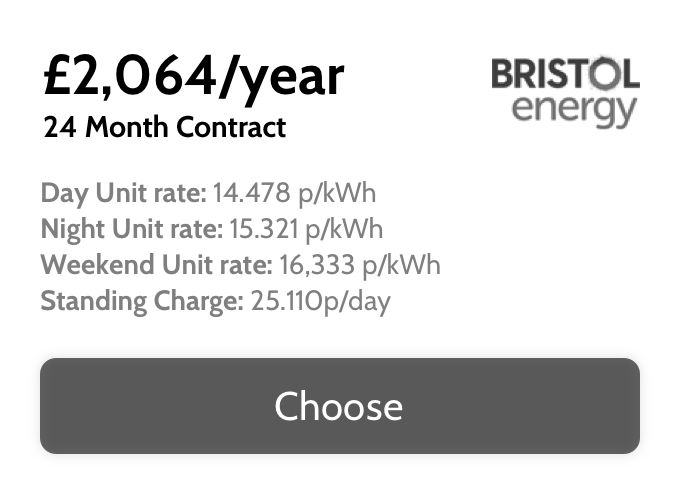 £2,064/year
24 Month Contract
BRISTOL
energy
Day Unit rate: 14.478 p/kWh
Night Unit rate: 15.321 p/kWh
Weekend Unit rate: 16,333 p/kWh
Standing Charge: 25.110p/day
Choose